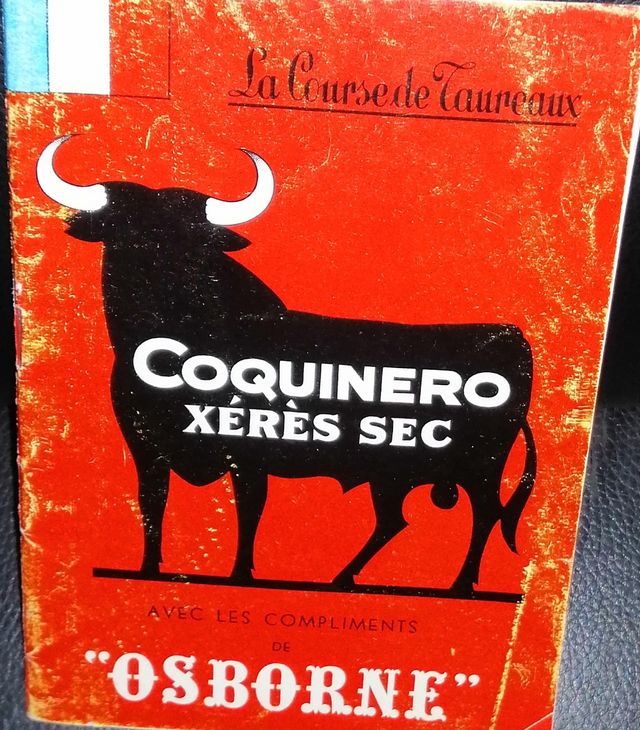 La Course de Taureaux
COQUINERO
XÉRÈS SEC
AVEC LES COMPLIMENTS
DE
"OSBORNE"